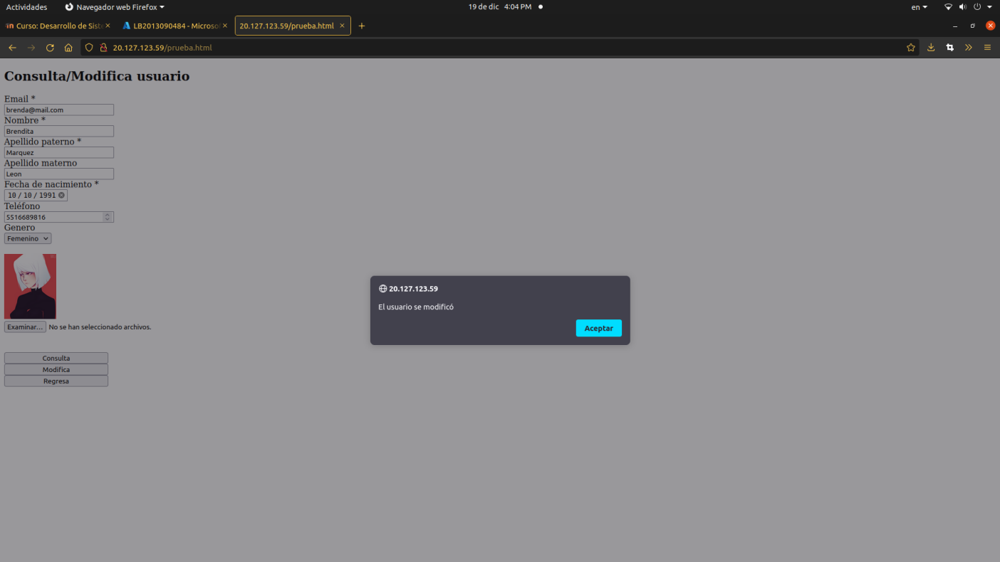 Actividades Navegador web Firefox 19 de dic 4:04 PM en
Curso: Desarrollo de Siste LB2013090484 - Microsof 20.127.123.59/prueba.html
20.127.123.59/prueba.html
Consulta/Modifica usuario
Email *
brenda@mail.com
Nombre *
Brendita
Apellido paterno *
Marquez
Apellido materno
Leon
Fecha de nacimiento *
10 / 10 / 1991
Teléfono
5516689816
Genero
Femenino
Examinar... No se han seleccionado archivos.
Consulta
Modifica
Regresa
20.127.123.59
El usuario se modificó
Aceptar